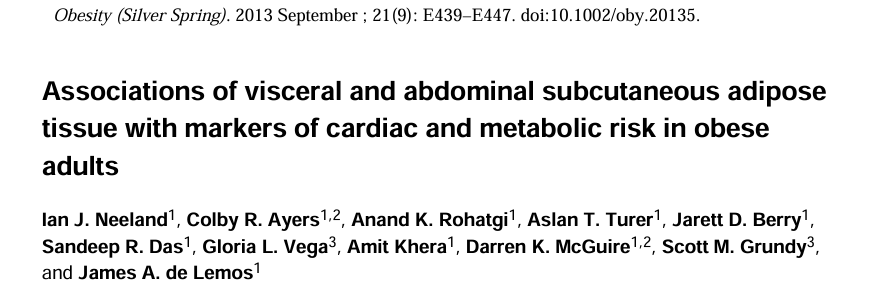 Obesity (Silver Spring). 2013 September ; 21(9): E439–E447. doi:10.1002/oby.20135.
Associations of visceral and abdominal subcutaneous adipose
tissue with markers of cardiac and metabolic risk in obese
adults
Ian J. Neeland1, Colby R. Ayers1,2, Anand K. Rohatgi1, Aslan T. Turer1, Jarett D. Berry1,
Sandeep R. Das1, Gloria L. Vega3, Amit Khera1, Darren K. McGuire1,2, Scott M. Grundy3,
and James A. de Lemos1